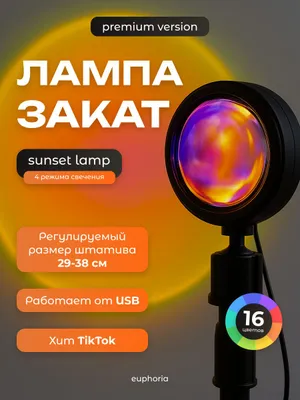 premium version
ЛАМПА
ЗАКАТ
sunset lamp
4 режима свечения
Регулируемый
размер штатива
29-38 см
Работает от USB
Хит TikTok
16
цветов
euphoria